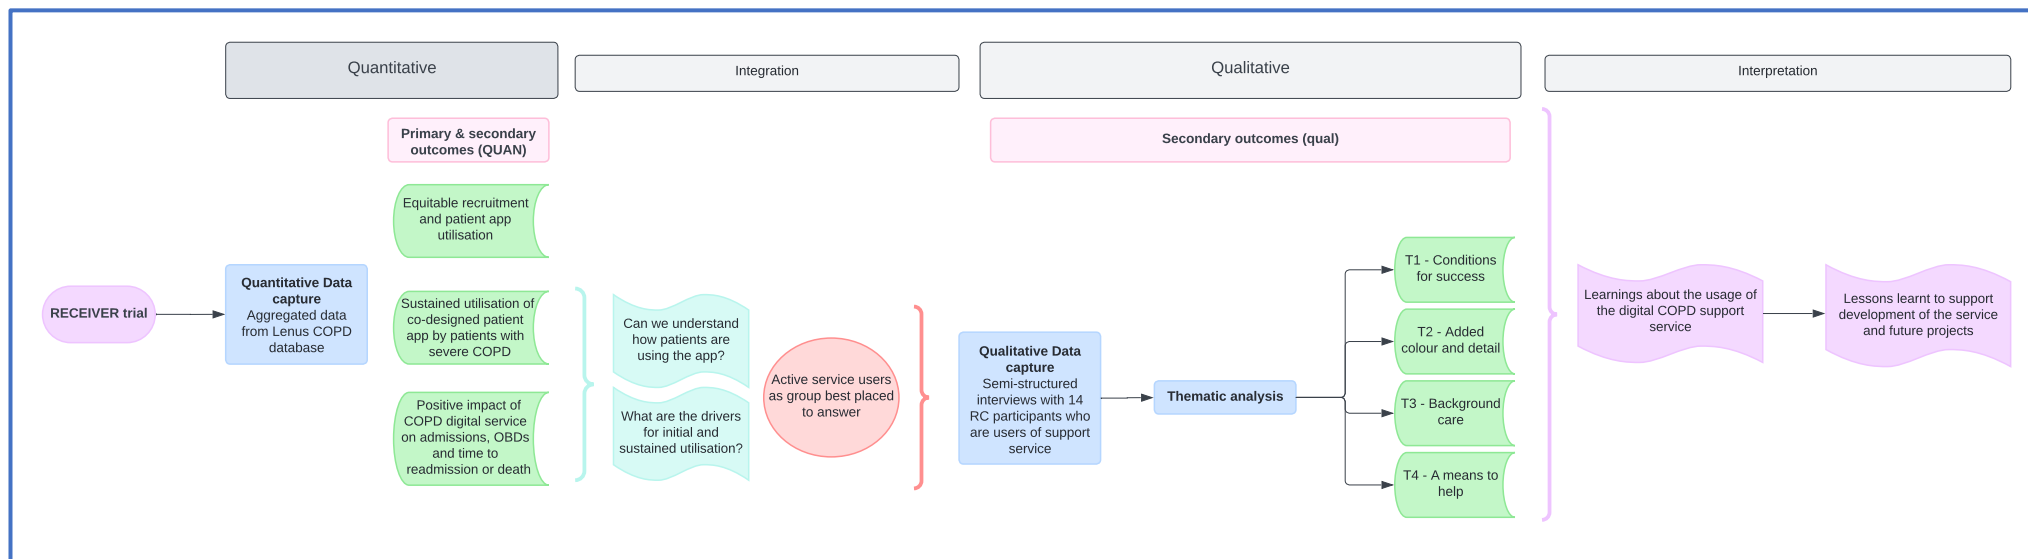 Quantitative
Integration
Qualitative
Interpretation
Primary & secondary
outcomes (QUAN)
Secondary outcomes (qual)
RECEIVER trial
Quantitative Data
capture
Aggregated data
from Lenus COPD
database
Equitable recruitment
and patient app
utilisation
Sustained utilisation of
co-designed patient
app by patients with
severe COPD
Positive impact of
COPD digital service
on admissions, OBDs
and time to
readmission or death
Can we understand
how patients are
using the app?
What are the drivers
for initial and
sustained utilisation?
Active service users
as group best placed
to answer
Qualitative Data
capture
Semi-structured
interviews with 14
RC participants who
are users of support
service
Thematic analysis
T1 - Conditions
for success
T2 - Added
colour and detail
T3 - Background
care
T4 - A means to
help
Learnings about the usage of
the digital COPD support
service
Lessons learnt to support
development of the service
and future projects